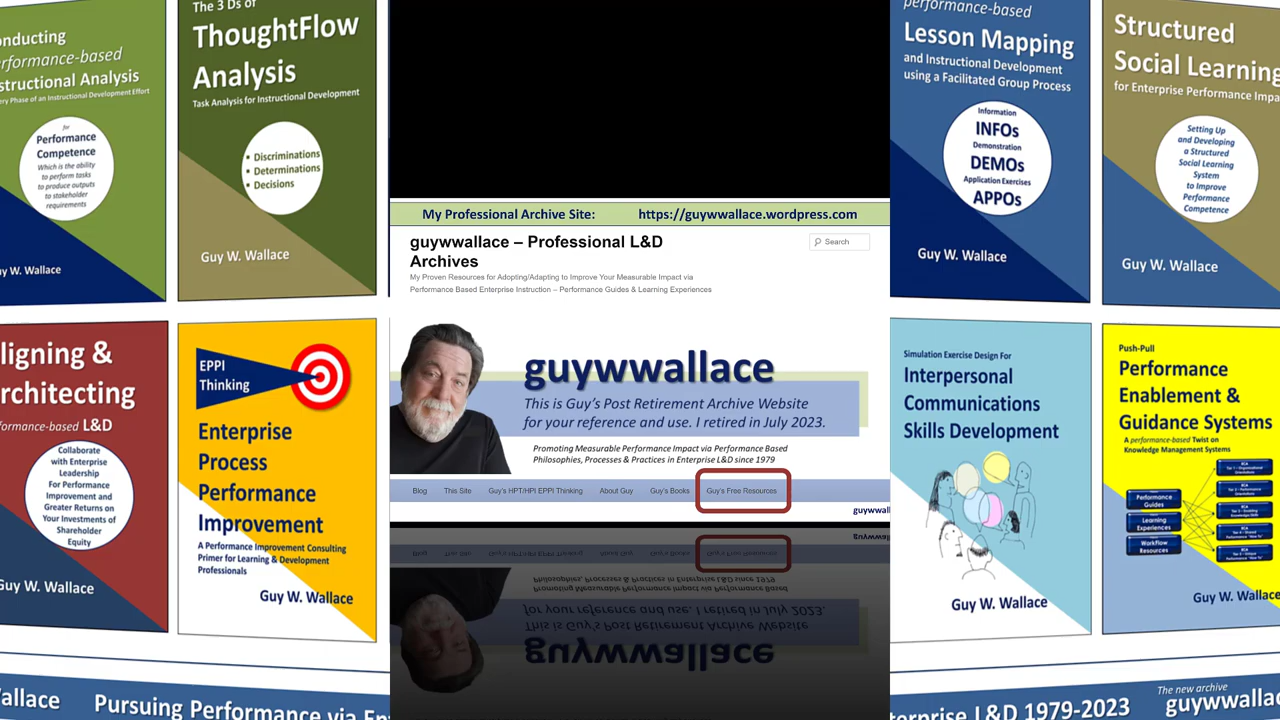 onducting
erformance-based
structional Analysis
ery Phase of an Instructional Development Effort
for
Performance
Competence
Which is the ability
to perform tasks
to produce outputs
to stakeholder
requirements
uy W. Wallace
The 3 Ds of
ThoughtFlow
Analysis
Task Analysis for Instructional Development
▪ Discriminations
▪ Determinations
▪ Decisions
Guy W. Wallace
ligning &
rchitecting
formance-based L&D
Collaborate
with Enterprise
Leadership
For Performance
Improvement and
Greater Returns on
Your Investments of
Shareholder
Equity
Guy W. Wallace
EPPI
Thinking
Enterprise
Process
Performance
Improvement
A Performance Improvement Consulting
Primer for Learning & Development
Professionals
Guy W. Wallace
My Professional Archive Site: https://guywwallace.wordpress.com
guywwallace – Professional L&D
Archives
Search
My Proven Resources for Adopting/Adapting to Improve Your Measurable Impact via
Performance Based Enterprise Instruction – Performance Guides & Learning Experiences
guywwallace
This is Guy's Post Retirement Archive Website
for your reference and use. I retired in July 2023.
Promoting Measurable Performance Impact via Performance Based
Philosophies, Processes & Practices in Enterprise L&D since 1979
Blog This Site Guy's HPT/HPI EPPI Thinking About Guy Guy's Books Guy's Free Resources
guywwall
performance-based
Lesson Mapping
and Instructional Development
using a Facilitated Group Process
Information
INFOs
Demonstration
DEMOs
Application Exercises
APPOs
Guy W. Wallace
Structured
Social Learning
for Enterprise Performance Impa
Setting Up
and Developing
a Structured
Social Learning
System
to Improve
Performance
Competence
Guy W. Wallace
Simulation Exercise Design For
Interpersonal
Communications
Skills Development
Guy W. Wallace
Push-Pull
Performance
Enablement &
Guidance Systems
A performance-based Twist on
Knowledge Management Systems
Performance
Guides
Learning
Experiences
WorkFlow
Resources
Guy W. Wallace
allace Pursuing Performance via En
terprise L&D 1979-2023
The new archive
guywwallac